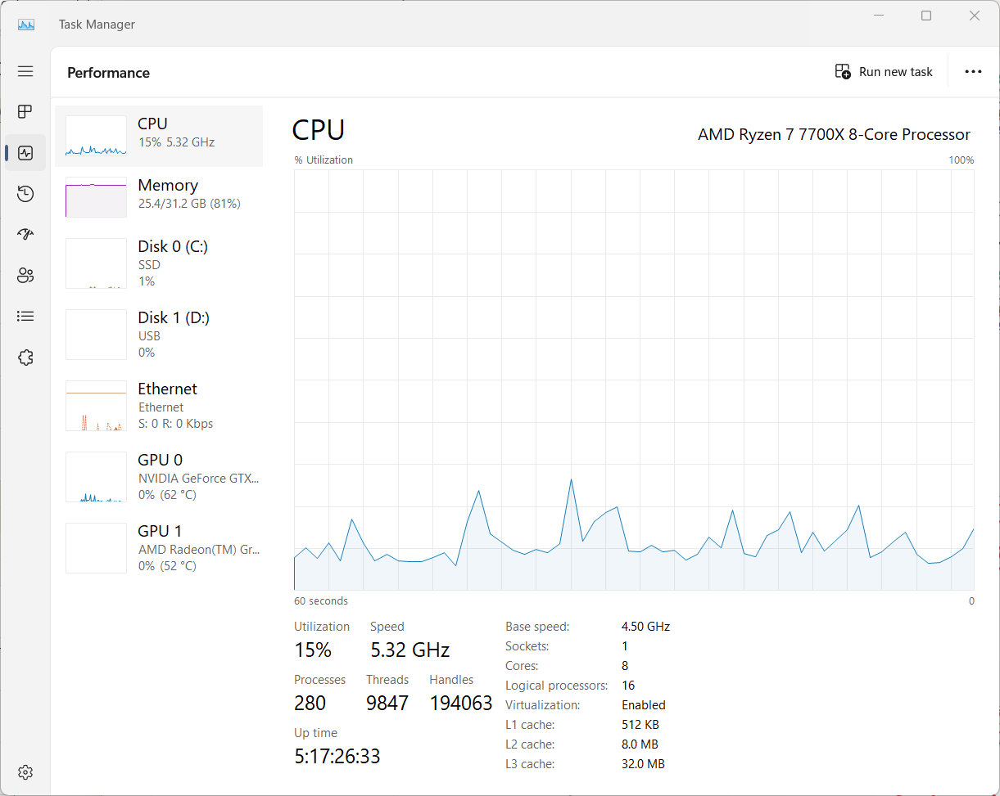 Task Manager
Performance
Run new task
CPU
15% 5.32 GHz
Memory
25.4/31.2 GB (81%)
Disk 0 (C:)
SSD
1%
Disk 1 (D:)
USB
0%
Ethernet
Ethernet
S: 0 R: 0 Kbps
GPU 0
NVIDIA GeForce GTX...
0% (62 °C)
GPU 1
AMD Radeon(TM) Gr...
0% (52 °C)
CPU
AMD Ryzen 7 7700X 8-Core Processor
% Utilization 100%
60 seconds 0
Utilization Speed
15% 5.32 GHz
Processes Threads Handles
280 9847 194063
Up time
5:17:26:33
Base speed: 4.50 GHz
Sockets: 1
Cores: 8
Logical processors: 16
Virtualization: Enabled
L1 cache: 512 KB
L2 cache: 8.0 MB
L3 cache: 32.0 MB